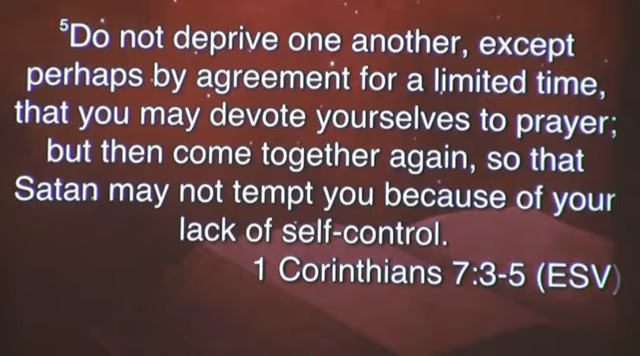 ⁵Do not deprive one another, except
perhaps by agreement for a limited time,
that you may devote yourselves to prayer;
but then come together again, so that
Satan may not tempt you because of your
lack of self-control.
1 Corinthians 7:3-5 (ESV)